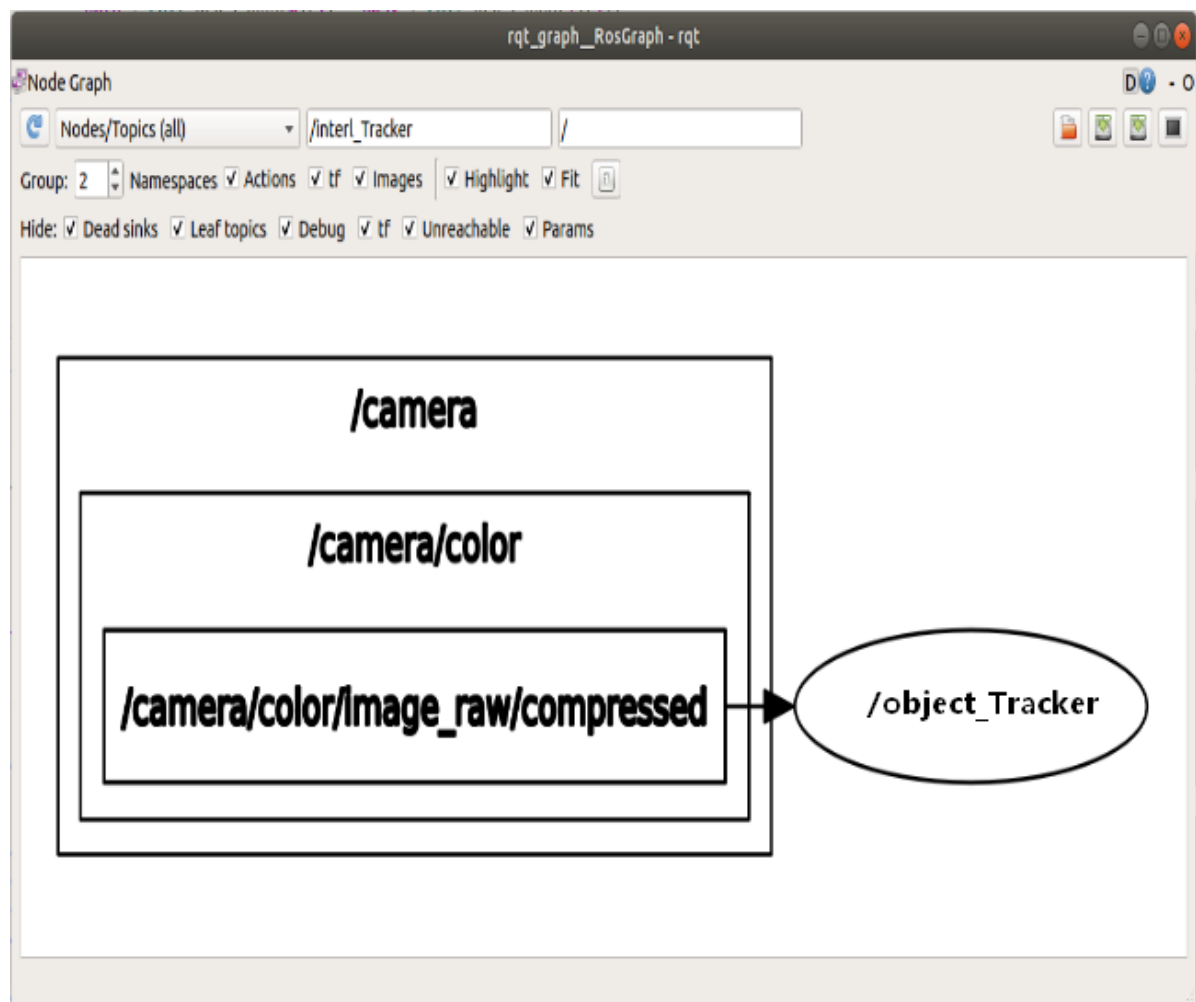 rqt_graph__RosGraph - rqt
Node Graph D ? - O
Nodes/Topics (all) /interl_Tracker /
Group: 2 Namespaces Actions tf Images Highlight Fit
Hide: Dead sinks Leaf topics Debug tf Unreachable Params
/camera
/camera/color
/camera/color/image_raw/compressed /object_Tracker